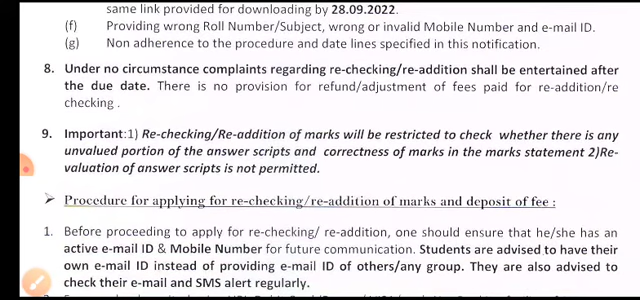 same link provided for downloading by 28.09.2022.
(f) Providing wrong Roll Number/Subject, wrong or invalid Mobile Number and e-mail ID.
(g) Non adherence to the procedure and date lines specified in this notification.
8. Under no circumstance complaints regarding re-checking/re-addition shall be entertained after
the due date. There is no provision for refund/adjustment of fees paid for re-addition/re
checking .
9. Important:1) Re-checking/Re-addition of marks will be restricted to check whether there is any
unvalued portion of the answer scripts and correctness of marks in the marks statement 2)Re-
valuation of answer scripts is not permitted.
➢ Procedure for applying for re-checking/re-addition of marks and deposit of fee :
1. Before proceeding to apply for re-checking/ re-addition, one should ensure that he/she has an
active e-mail ID & Mobile Number for future communication. Students are advised to have their
own e-mail ID instead of providing e-mail ID of others/any group. They are also advised to
check their e-mail and SMS alert regularly.